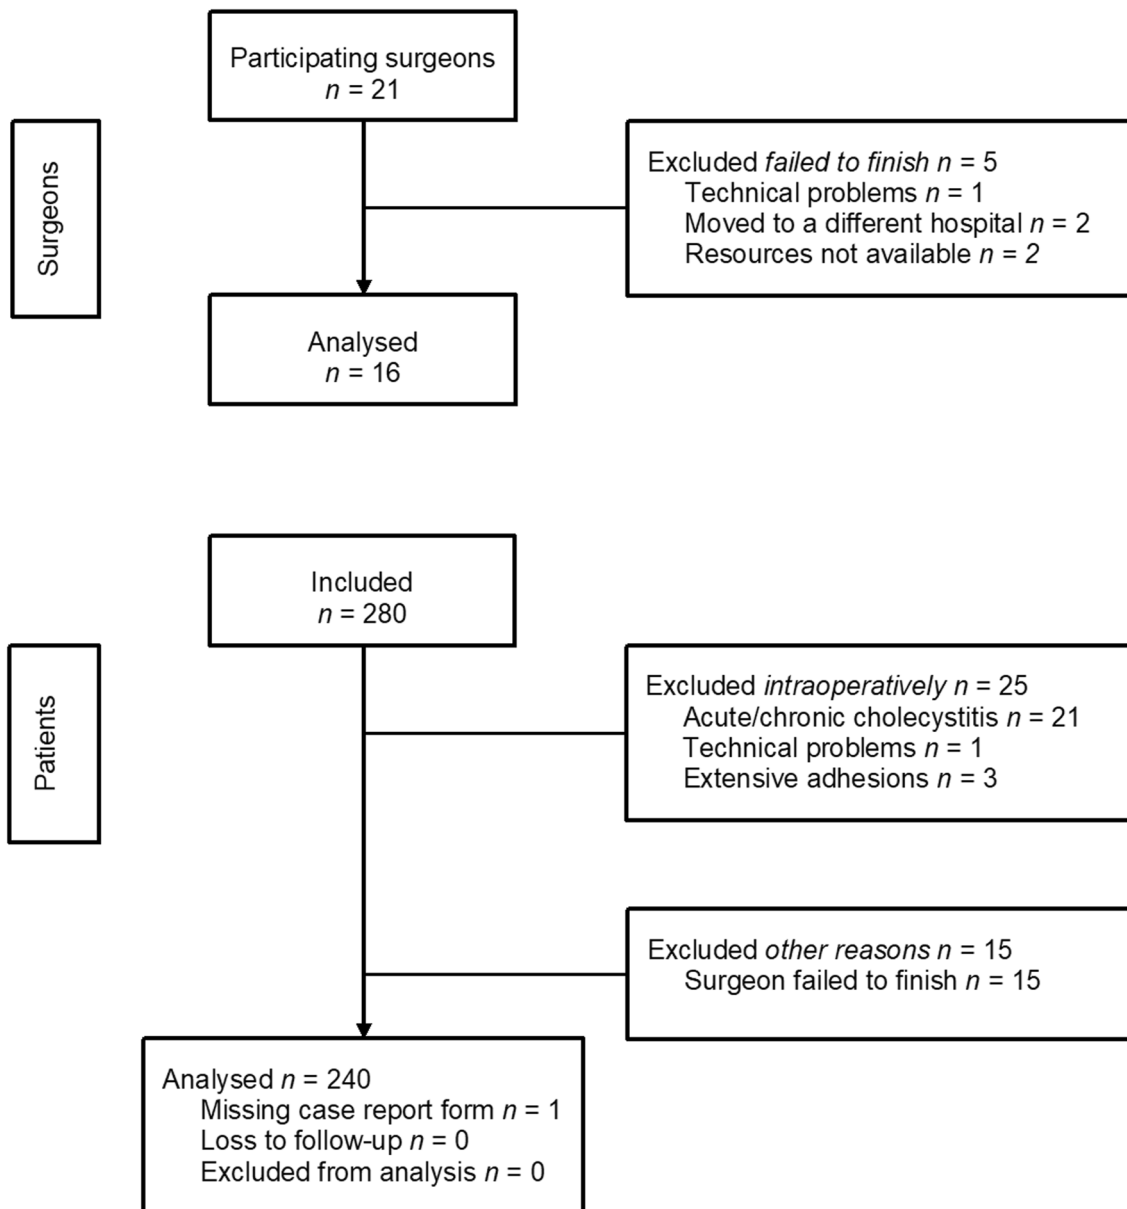 Participating surgeons
n = 21
Surgeons
Excluded failed to finish n = 5
Technical problems n = 1
Moved to a different hospital n = 2
Resources not available n = 2
Analysed
n = 16
Included
n = 280
Patients
Excluded intraoperatively n = 25
Acute/chronic cholecystitis n = 21
Technical problems n = 1
Extensive adhesions n = 3
Excluded other reasons n = 15
Surgeon failed to finish n = 15
Analysed n = 240
Missing case report form n = 1
Loss to follow-up n = 0
Excluded from analysis n = 0